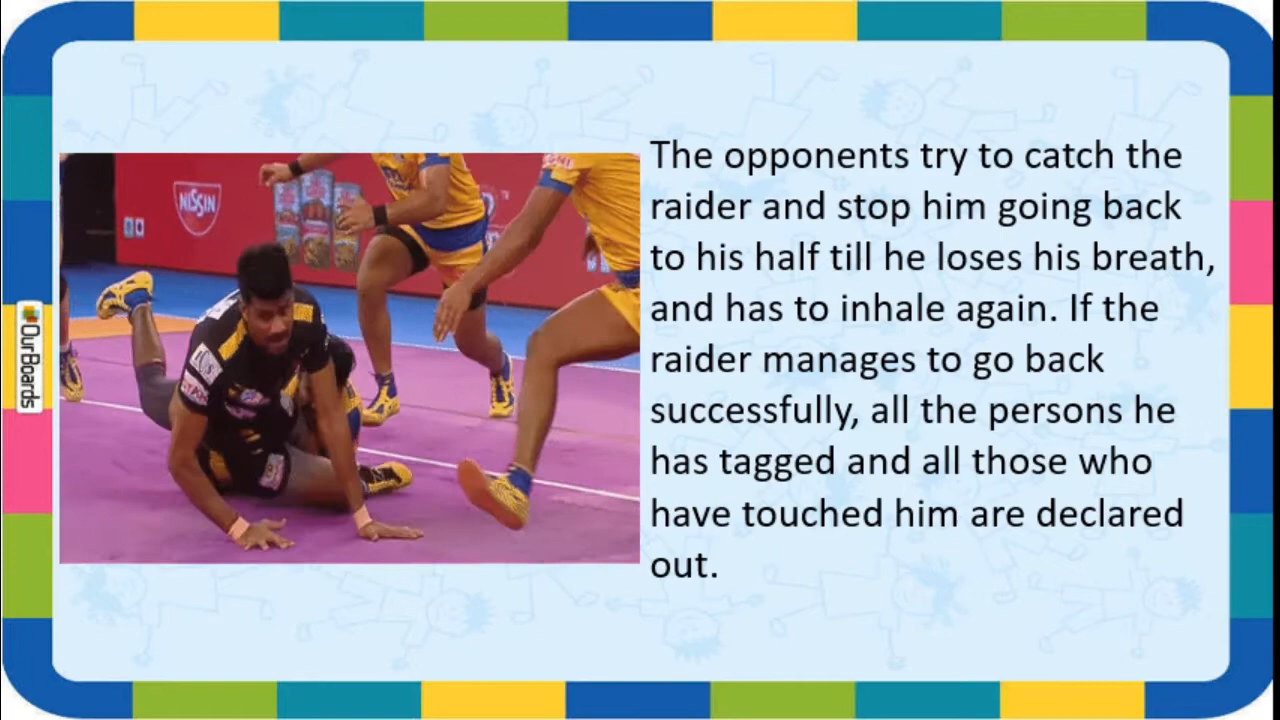 The opponents try to catch the
raider and stop him going back
to his half till he loses his breath,
and has to inhale again. If the
raider manages to go back
successfully, all the persons he
has tagged and all those who
have touched him are declared
out.
NISSIN
OurBoards